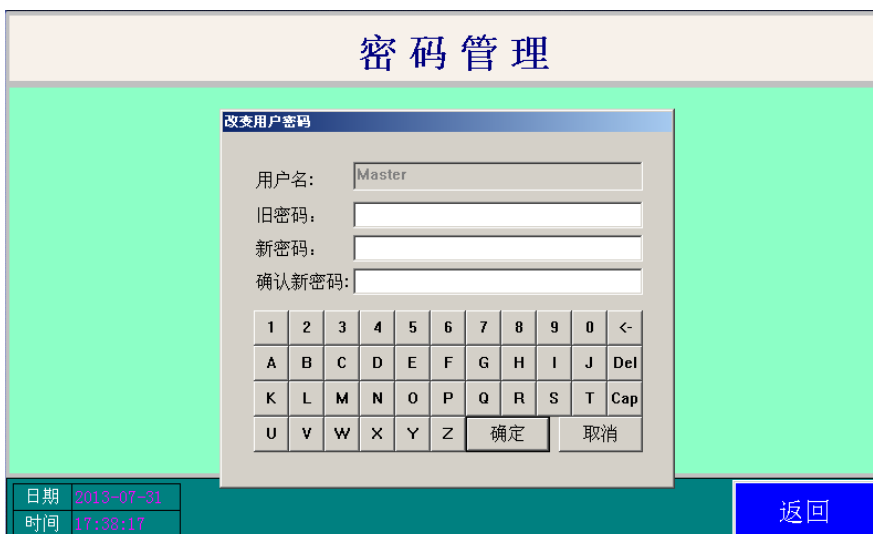 密码管理
改变用户密码
用户名: Master
旧密码:
新密码:
确认新密码:
1 2 3 4 5 6 7 8 9 0 <-
A B C D E F G H I J Del
K L M N O P Q R S T Cap
U V W X Y Z 确定 取消
日期 2013-07-31
时间 17:38:17
返回